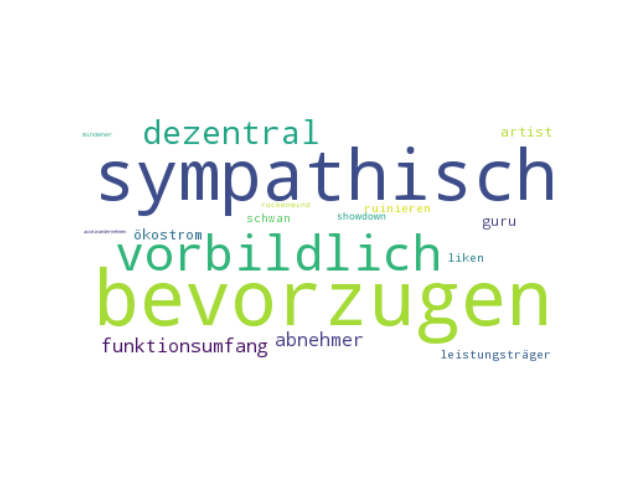 dezentral
artist
mindener
sympathisch
rückenwind
ruinieren
schwan
showdown
guru
auseinandernehmen
ökostrom
vorbildlich
liken
bevorzugen
funktionsumfang
abnehmer
leistungsträger